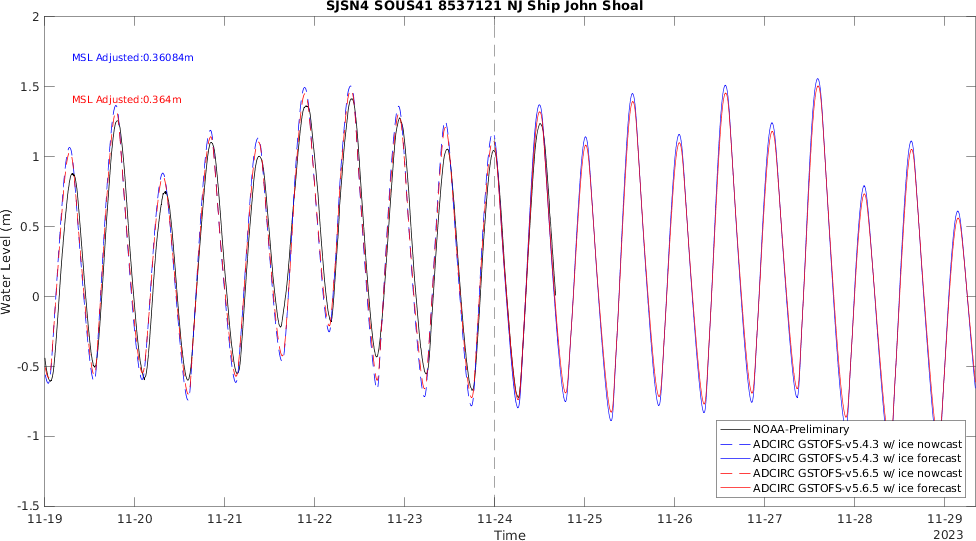 SJSN4 SOUS41 8537121 NJ Ship John Shoal
MSL Adjusted:0.36084m
MSL Adjusted:0.364m
Water Level (m)
2
1.5
1
0.5
0
-0.5
-1
-1.5
NOAA-Preliminary
ADCIRC GSTOFS-v5.4.3 w/ ice nowcast
ADCIRC GSTOFS-v5.4.3 w/ ice forecast
ADCIRC GSTOFS-v5.6.5 w/ ice nowcast
ADCIRC GSTOFS-v5.6.5 w/ ice forecast
11-19 11-20 11-21 11-22 11-23 11-24 11-25 11-26 11-27 11-28 11-29
Time
2023